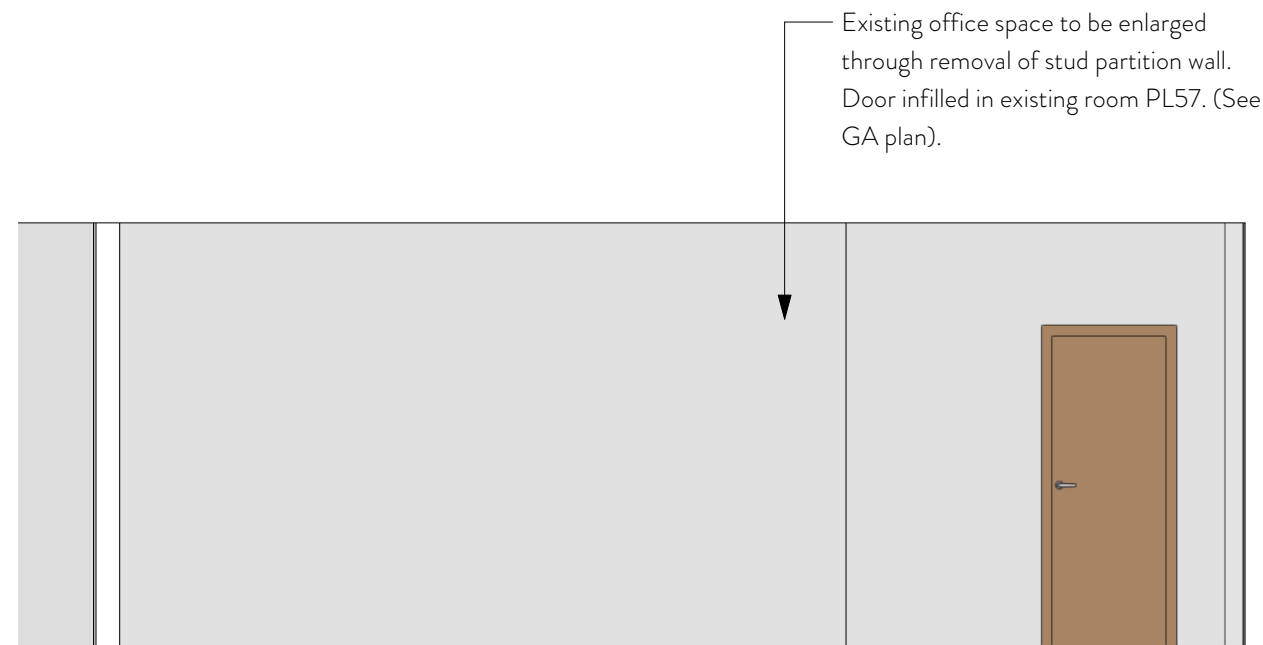 Existing office space to be enlarged
through removal of stud partition wall.
Door infilled in existing room PL57. (See
GA plan).